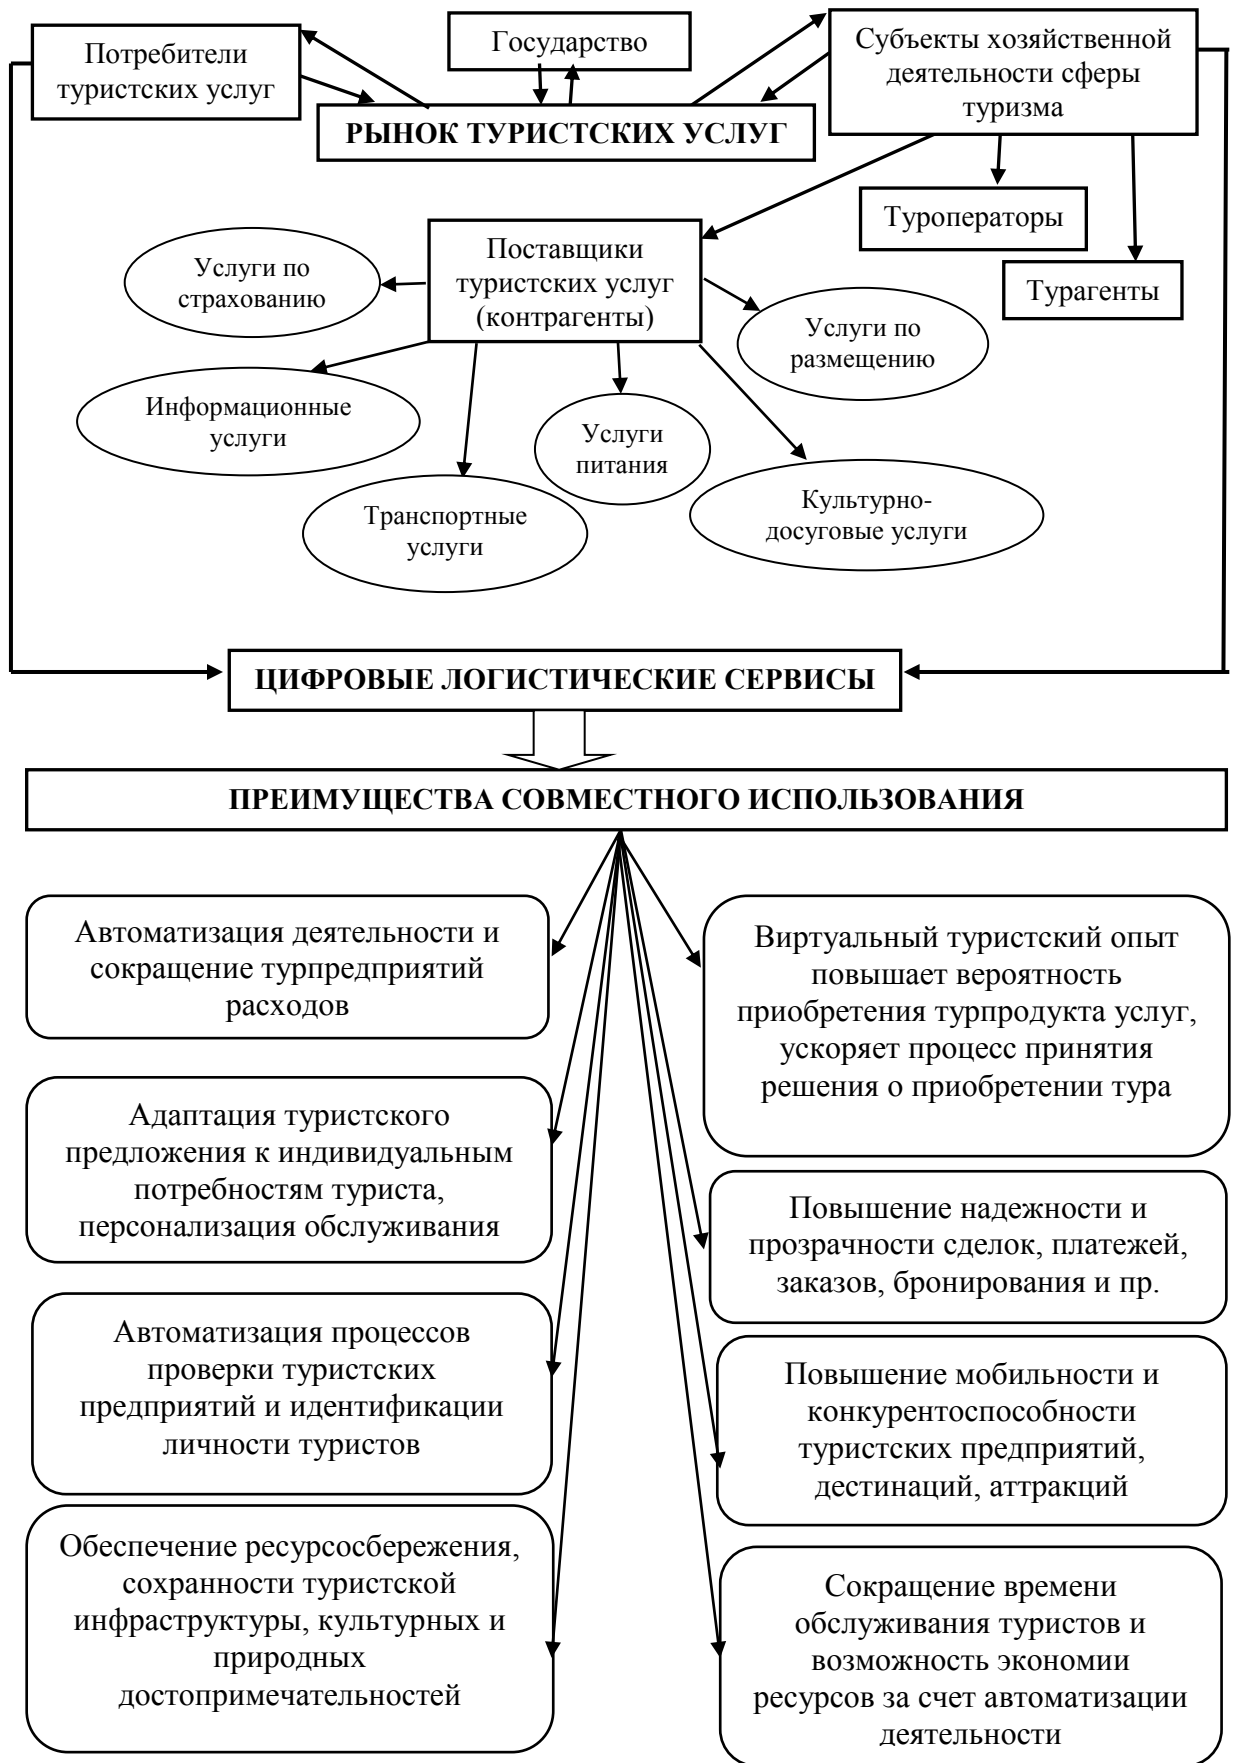 Потребители
туристских услуг
Государство
Субъекты хозяйственной
деятельности сферы
туризма
РЫНОК ТУРИСТСКИХ УСЛУГ
Туроператоры
Турагенты
Поставщики
туристских услуг
(контрагенты)
Услуги по
страхованию
Услуги по
размещению
Информационные
услуги
Услуги
питания
Транспортные
услуги
Культурно-
досуговые услуги
ЦИФРОВЫЕ ЛОГИСТИЧЕСКИЕ СЕРВИСЫ
ПРЕИМУЩЕСТВА СОВМЕСТНОГО ИСПОЛЬЗОВАНИЯ
Автоматизация деятельности и
сокращение турпредприятий
расходов
Виртуальный туристский опыт
повышает вероятность
приобретения турпродукта услуг,
ускоряет процесс принятия
решения о приобретении тура
Адаптация туристского
предложения к индивидуальным
потребностям туриста,
персонализация обслуживания
Повышение надежности и
прозрачности сделок, платежей,
заказов, бронирования и пр.
Автоматизация процессов
проверки туристских
предприятий и идентификации
личности туристов
Повышение мобильности и
конкурентоспособности
туристских предприятий,
дестинаций, аттракций
Обеспечение ресурсосбережения,
сохранности туристской
инфраструктуры, культурных и
природных
достопримечательностей
Сокращение времени
обслуживания туристов и
возможность экономии
ресурсов за счет автоматизации
деятельности